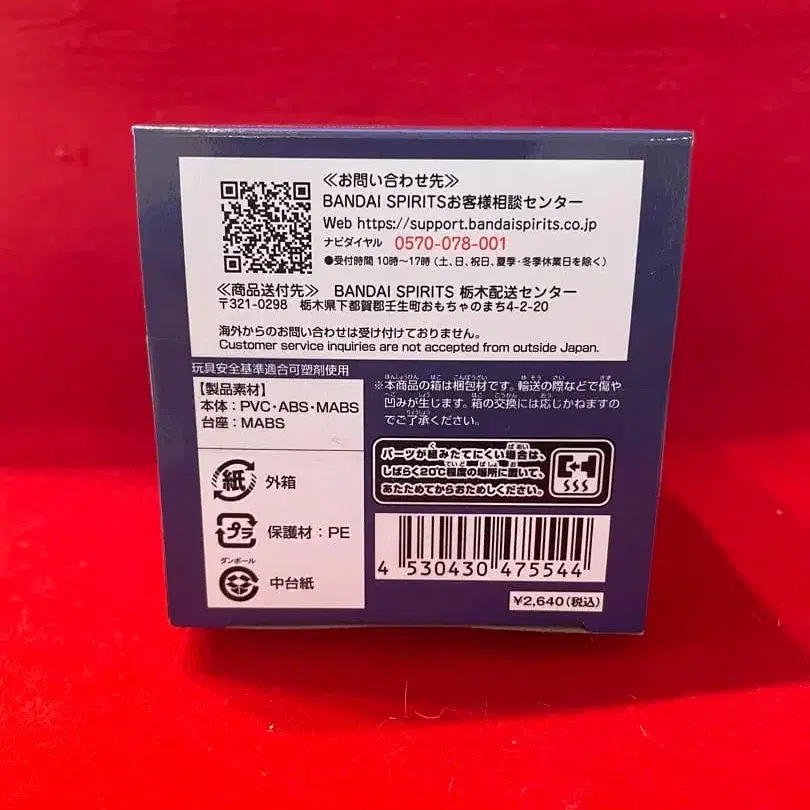 ≪お問い合わせ先≫
BANDAI SPIRITSお客様相談センター
Web https://support.bandaispirits.co.jp
ナビダイヤル 0570-078-001
●受付時間 10時～17時 (土、日、祝日、夏季・冬季休業日を除く)
≪商品送付先≫ BANDAI SPIRITS 栃木配送センター
〒321-0298 栃木県下都賀郡壬生町おもちゃのまち4-2-20
海外からのお問い合わせは受け付けておりません。
Customer service inquiries are not accepted from outside Japan.
玩具安全基準適合可塑剤使用
【製品素材】
本体：PVC・ABS・MABS
台座：MABS
紙 外箱
プラ 保護材：PE
ダンボール
中台紙
※本商品の箱は梱包材です。輸送の際などで傷や
凹みが生じます。箱の交換には応じかねますの
でご了承ください。
パーツが組みたてにくい場合は、
しばらく20℃程度の場所に置いて、
あたためてからおためしください。
4 530430 475544
¥2,640(税込)